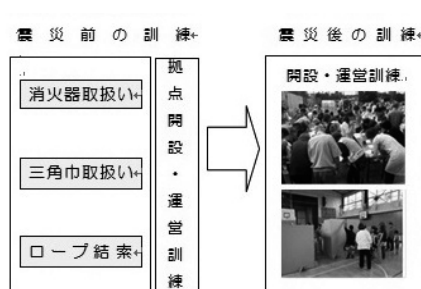 震災前の訓練
消火器取扱い
三角巾取扱い
ロープ結索
拠点開設・運営訓練
震災後の訓練
開設・運営訓練